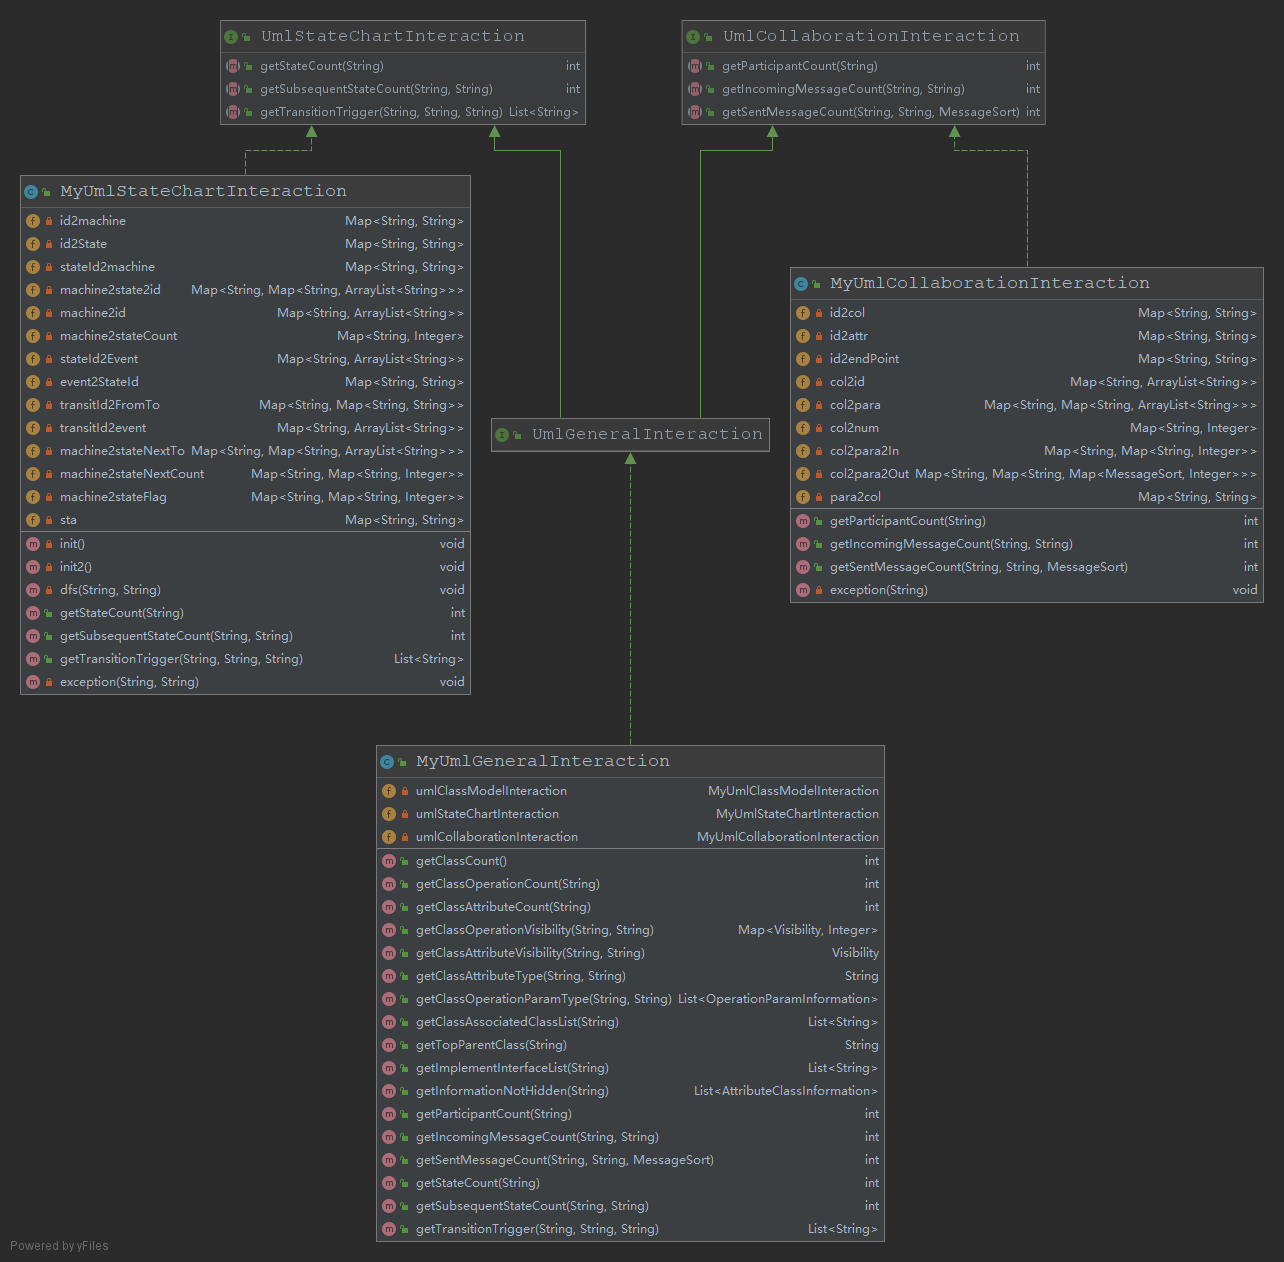 UmlStateChartInteraction
getStateCount(String) int
getSubsequentStateCount(String, String) int
getTransitionTrigger(String, String, String) List<String>
UmlCollaborationInteraction
getParticipantCount(String) int
getIncomingMessageCount(String, String) int
getSentMessageCount(String, String, MessageSort) int
MyUmlStateChartInteraction
id2machine Map<String, String>
id2State Map<String, String>
stateId2machine Map<String, String>
machine2state2id Map<String, Map<String, ArrayList<String>>>
machine2id Map<String, ArrayList<String>>
machine2stateCount Map<String, Integer>
stateId2Event Map<String, ArrayList<String>>
event2StateId Map<String, String>
transitId2FromTo Map<String, Map<String, String>>
transitId2event Map<String, ArrayList<String>>
machine2stateNextTo Map<String, Map<String, ArrayList<String>>>
machine2stateNextCount Map<String, Map<String, Integer>>
machine2stateFlag Map<String, Map<String, Integer>>
sta Map<String, String>
init() void
init2() void
dfs(String, String) void
getStateCount(String) int
getSubsequentStateCount(String, String) int
getTransitionTrigger(String, String, String) List<String>
exception(String, String) void
MyUmlCollaborationInteraction
id2col Map<String, String>
id2attr Map<String, String>
id2endPoint Map<String, String>
col2id Map<String, ArrayList<String>>
col2para Map<String, Map<String, ArrayList<String>>>
col2num Map<String, Integer>
col2para2In Map<String, Map<String, Integer>>
col2para2Out Map<String, Map<String, Map<MessageSort, Integer>>>
para2col Map<String, String>
getParticipantCount(String) int
getIncomingMessageCount(String, String) int
getSentMessageCount(String, String, MessageSort) int
exception(String) void
UmlGeneralInteraction
MyUmlGeneralInteraction
umlClassModelInteraction MyUmlClassModelInteraction
umlStateChartInteraction MyUmlStateChartInteraction
umlCollaborationInteraction MyUmlCollaborationInteraction
getClassCount() int
getClassOperationCount(String) int
getClassAttributeCount(String) int
getClassOperationVisibility(String, String) Map<Visibility, Integer>
getClassAttributeVisibility(String, String) Visibility
getClassAttributeType(String, String) String
getClassOperationParamType(String, String) List<OperationParamInformation>
getClassAssociatedClassList(String) List<String>
getTopParentClass(String) String
getImplementInterfaceList(String) List<String>
getInformationNotHidden(String) List<AttributeClassInformation>
getParticipantCount(String) int
getIncomingMessageCount(String, String) int
getSentMessageCount(String, String, MessageSort) int
getStateCount(String) int
getSubsequentStateCount(String, String) int
getTransitionTrigger(String, String, String) List<String>
Powered by yFiles